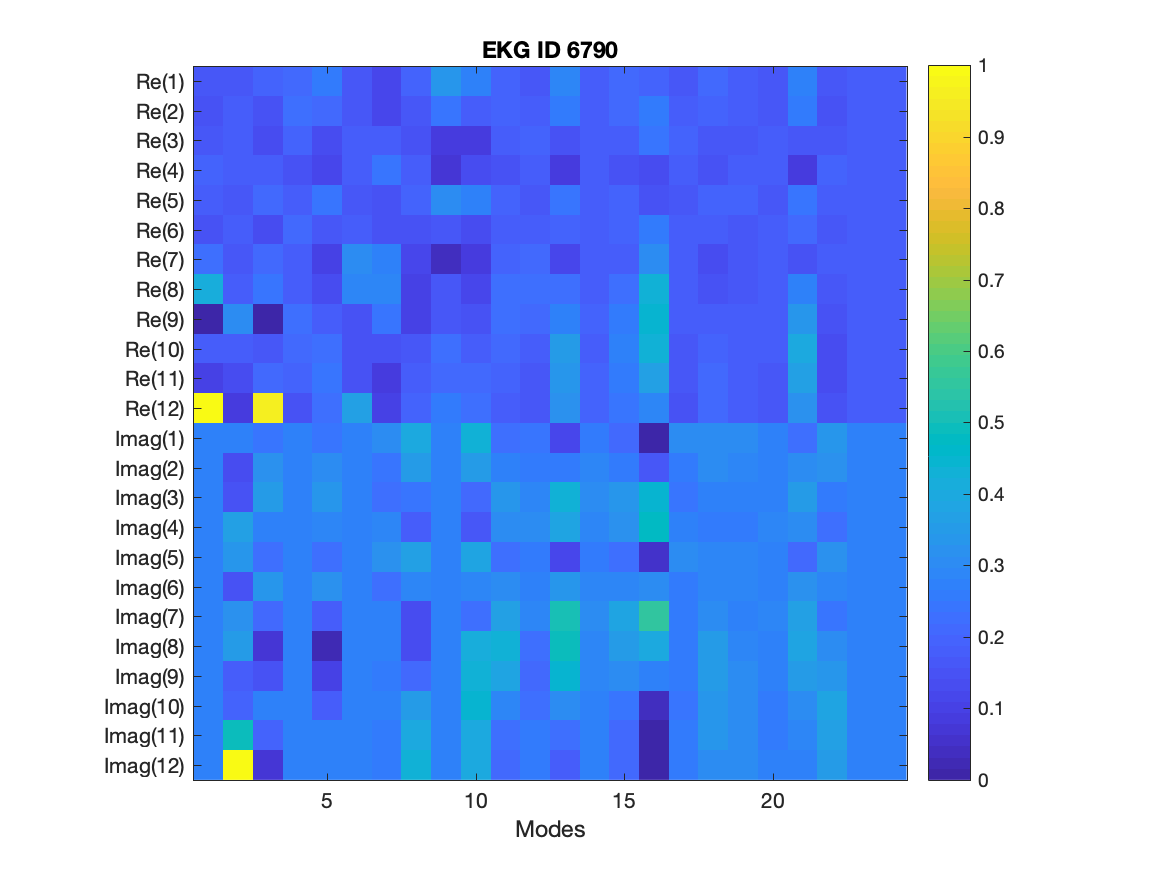 EKG ID 6790
Re(1)
Re(2)
Re(3)
Re(4)
Re(5)
Re(6)
Re(7)
Re(8)
Re(9)
Re(10)
Re(11)
Re(12)
Imag(1)
Imag(2)
Imag(3)
Imag(4)
Imag(5)
Imag(6)
Imag(7)
Imag(8)
Imag(9)
Imag(10)
Imag(11)
Imag(12)
5 10 15 20
Modes
1
0.9
0.8
0.7
0.6
0.5
0.4
0.3
0.2
0.1
0